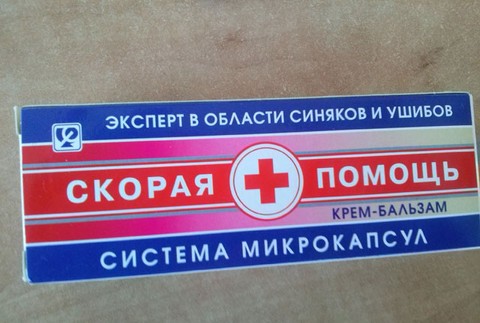 ЭКСПЕРТ В ОБЛАСТИ СИНЯКОВ И УШИБОВ
СКОРАЯ ПОМОЩЬ
КРЕМ-БАЛЬЗАМ
СИСТЕМА МИКРОКАПСУЛ